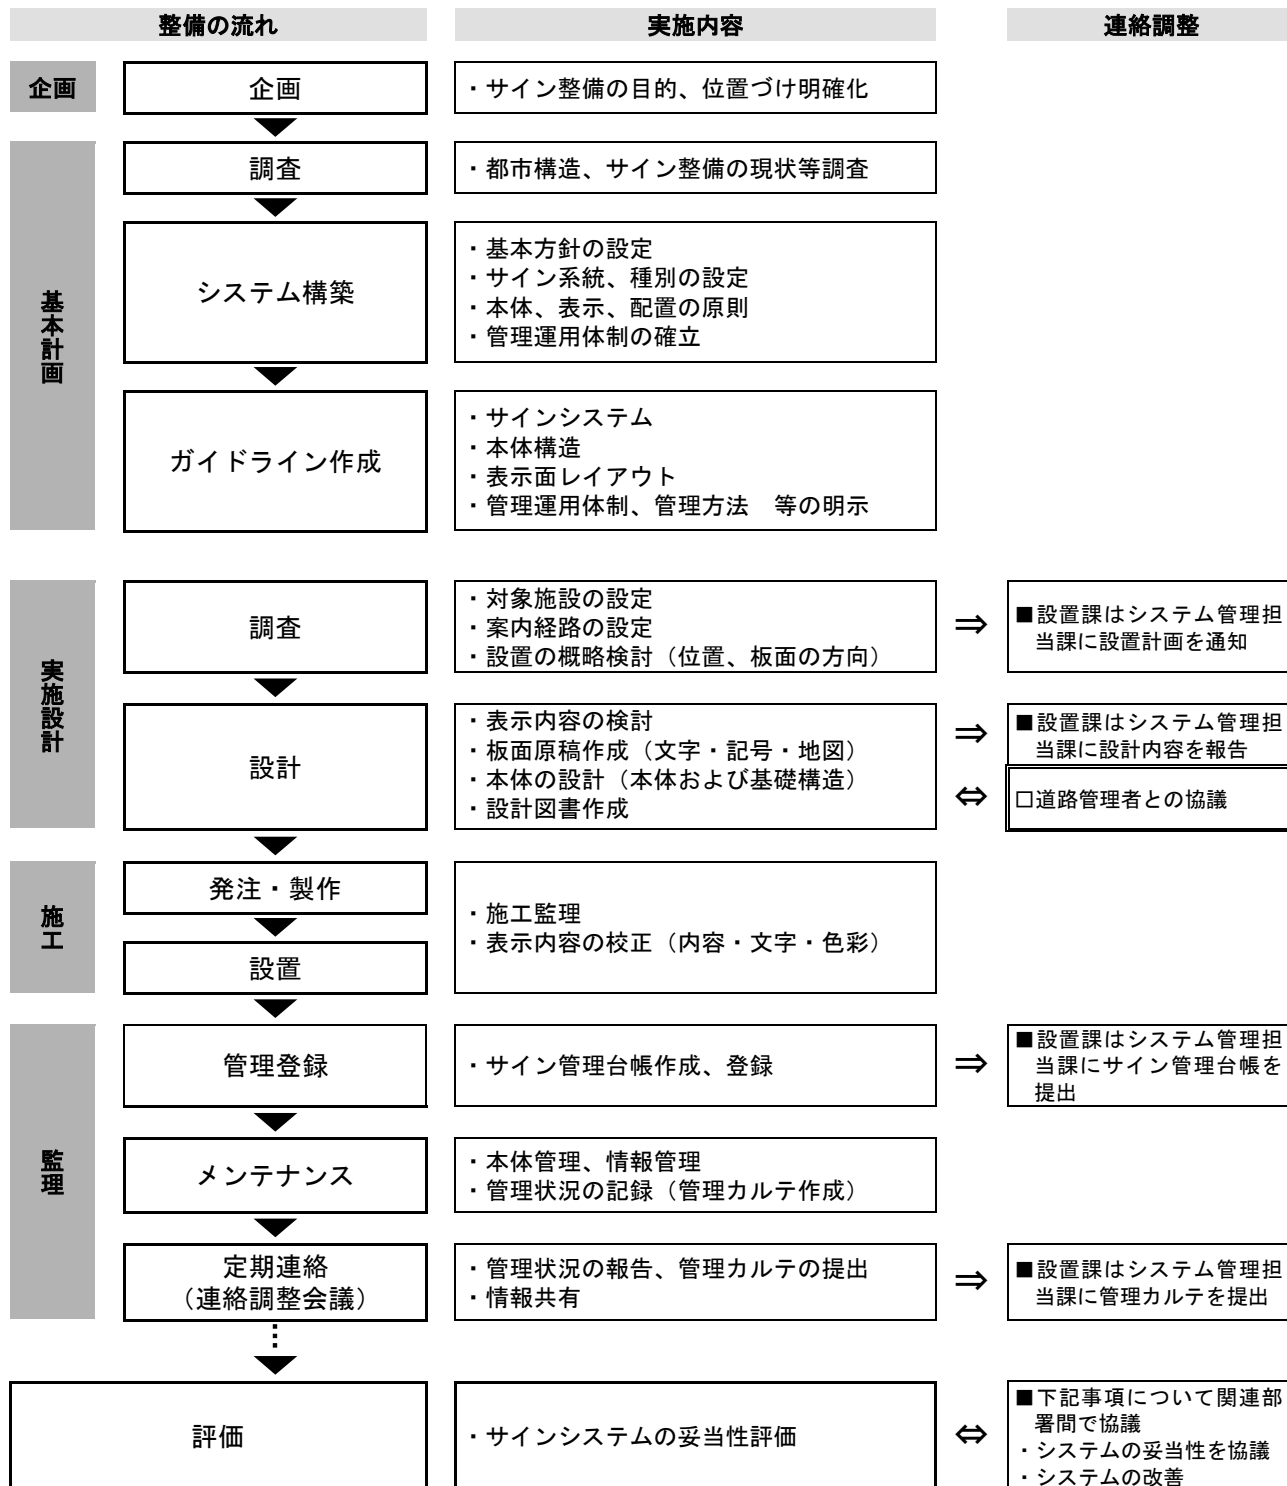 整備の流れ
実施内容
連絡調整
企画
企画
・サイン整備の目的、位置づけ明確化
基本計画
調査
・都市構造、サイン整備の現状等調査
システム構築
・基本方針の設定
・サイン系統、種別の設定
・本体、表示、配置の原則
・管理運用体制の確立
ガイドライン作成
・サインシステム
・本体構造
・表示面レイアウト
・管理運用体制、管理方法　等の明示
実施設計
調査
・対象施設の設定
・案内経路の設定
・設置の概略検討（位置、板面の方向）
⇒
■設置課はシステム管理担
当課に設置計画を通知
設計
・表示内容の検討
・板面原稿作成（文字・記号・地図）
・本体の設計（本体および基礎構造）
・設計図書作成
⇒
■設置課はシステム管理担
当課に設計内容を報告
⇔
□道路管理者との協議
施工
発注・製作
設置
・施工監理
・表示内容の校正（内容・文字・色彩）
監理
管理登録
・サイン管理台帳作成、登録
⇒
■設置課はシステム管理担
当課にサイン管理台帳を
提出
メンテナンス
・本体管理、情報管理
・管理状況の記録（管理カルテ作成）
定期連絡
（連絡調整会議）
・管理状況の報告、管理カルテの提出
・情報共有
⇒
■設置課はシステム管理担
当課に管理カルテを提出
評価
・サインシステムの妥当性評価
⇔
■下記事項について関連部
署間で協議
・システムの妥当性を協議
・システムの改善